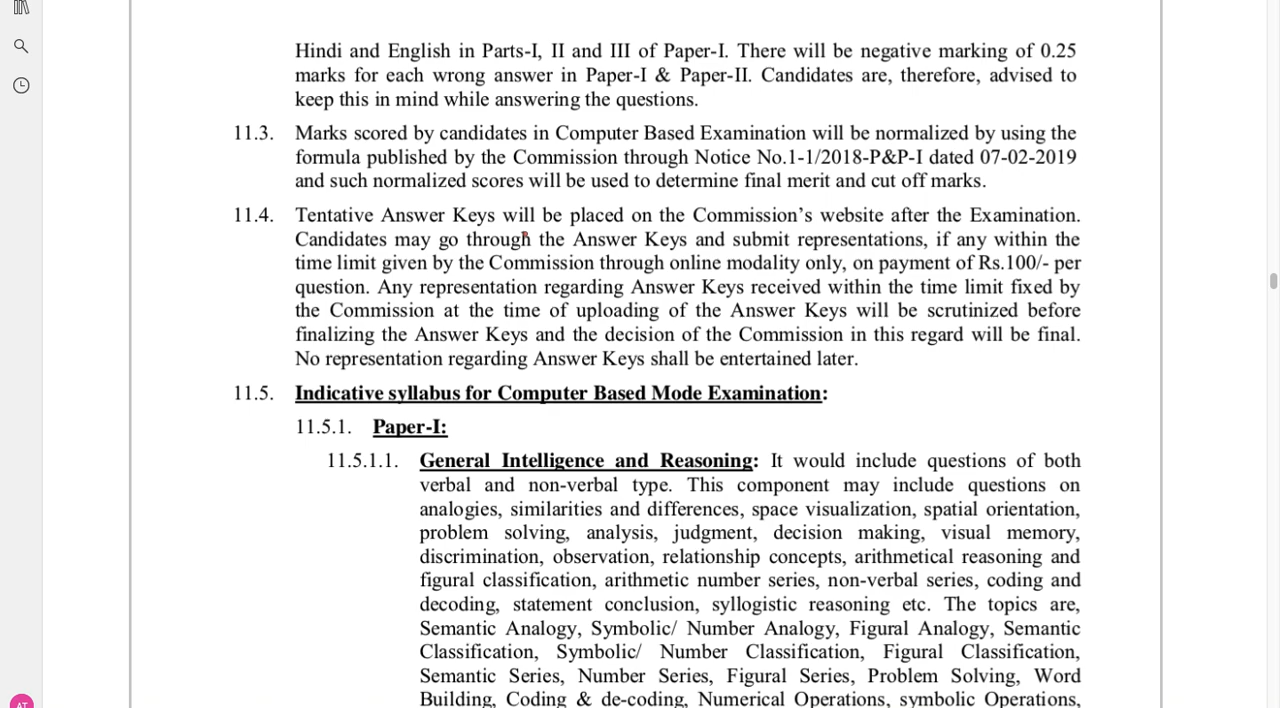 Hindi and English in Parts-I, II and III of Paper-I. There will be negative marking of 0.25
marks for each wrong answer in Paper-I & Paper-II. Candidates are, therefore, advised to
keep this in mind while answering the questions.
11.3. Marks scored by candidates in Computer Based Examination will be normalized by using the
formula published by the Commission through Notice No.1-1/2018-P&P-I dated 07-02-2019
and such normalized scores will be used to determine final merit and cut off marks.
11.4. Tentative Answer Keys will be placed on the Commission’s website after the Examination.
Candidates may go through the Answer Keys and submit representations, if any within the
time limit given by the Commission through online modality only, on payment of Rs.100/- per
question. Any representation regarding Answer Keys received within the time limit fixed by
the Commission at the time of uploading of the Answer Keys will be scrutinized before
finalizing the Answer Keys and the decision of the Commission in this regard will be final.
No representation regarding Answer Keys shall be entertained later.
11.5. Indicative syllabus for Computer Based Mode Examination:
11.5.1. Paper-I:
11.5.1.1. General Intelligence and Reasoning: It would include questions of both
verbal and non-verbal type. This component may include questions on
analogies, similarities and differences, space visualization, spatial orientation,
problem solving, analysis, judgment, decision making, visual memory,
discrimination, observation, relationship concepts, arithmetical reasoning and
figural classification, arithmetic number series, non-verbal series, coding and
decoding, statement conclusion, syllogistic reasoning etc. The topics are,
Semantic Analogy, Symbolic/ Number Analogy, Figural Analogy, Semantic
Classification, Symbolic/ Number Classification, Figural Classification,
Semantic Series, Number Series, Figural Series, Problem Solving, Word
Building, Coding & de-coding, Numerical Operations, symbolic Operations,
AT